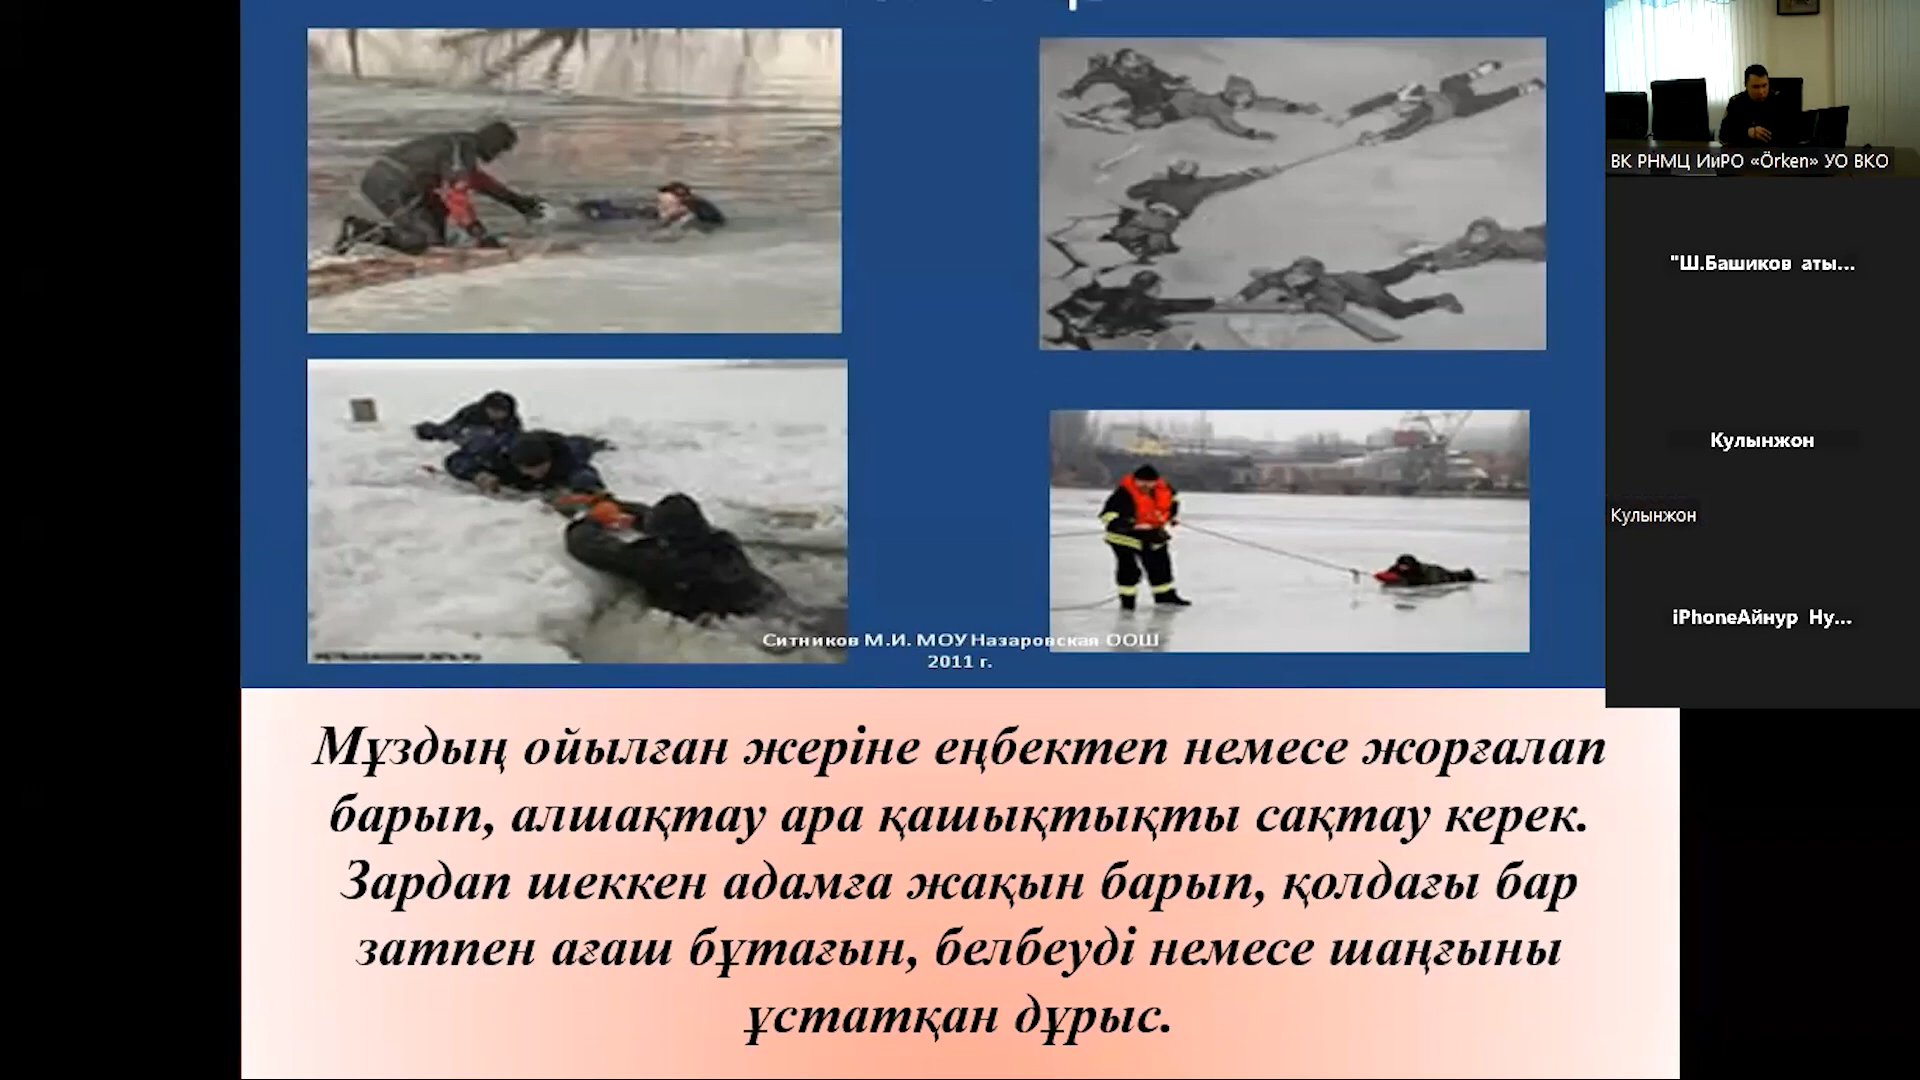 ВК РНМЦ ИиРО «Örken» УО ВКО
"Ш.Башиков аты...
Кулынжон
Кулынжон
iPhoneАйнур Ну...
Ситников М.И. МОУ Назаровская ООШ
2011 г.
Мұздың ойылған жеріне еңбектеп немесе жорғалап
барып, алшақтау ара қашықтықты сақтау керек.
Зардап шеккен адамға жақын барып, қолдағы бар
затпен ағаш бұтағын, белбеуді немесе шаңғыны
ұстатқан дұрыс.